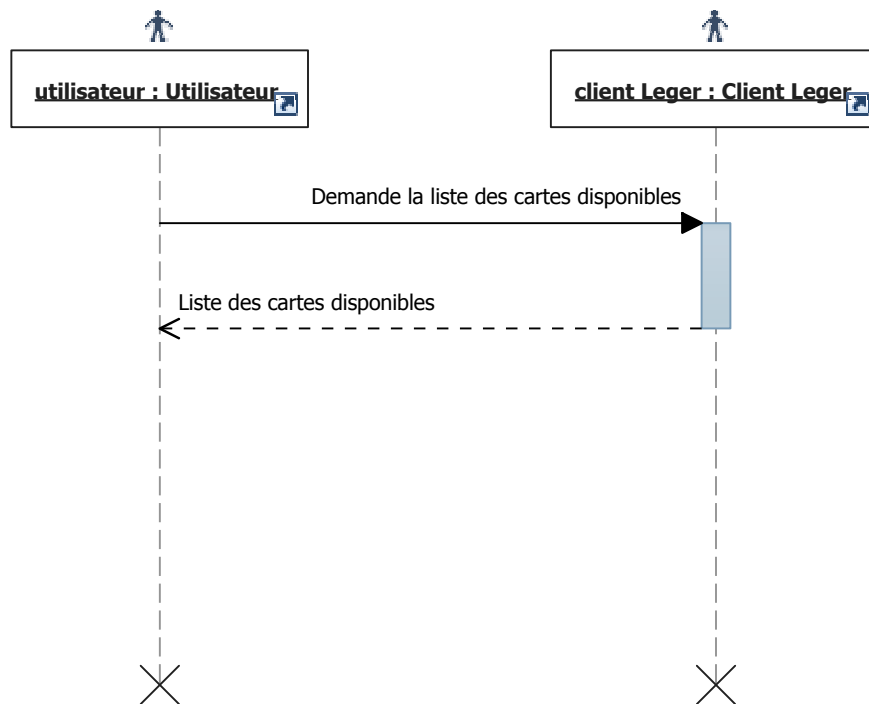 utilisateur : Utilisateur
client Leger : Client Leger
Demande la liste des cartes disponibles
Liste des cartes disponibles